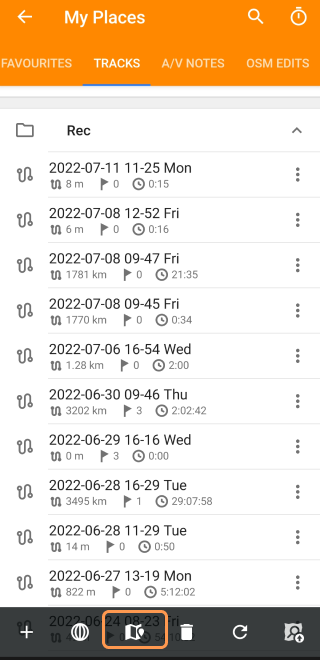 My Places
FAVOURITES TRACKS A/V NOTES OSM EDITS
Rec
2022-07-11 11-25 Mon
8 m 0 0:15
2022-07-08 12-52 Fri
6 m 0 0:16
2022-07-08 09-47 Fri
1781 km 0 21:35
2022-07-08 09-45 Fri
1770 km 0 0:34
2022-07-06 16-54 Wed
1.28 km 0 2:00
2022-06-30 09-46 Thu
3202 km 3 2:02:42
2022-06-29 16-16 Wed
0 m 3 0:00
2022-06-28 16-29 Tue
3495 km 1 29:07:58
2022-06-28 11-29 Tue
14 m 0 0:50
2022-06-27 13-19 Mon
822 m 0 5:12:02
2022-06-24 08-23 Fri